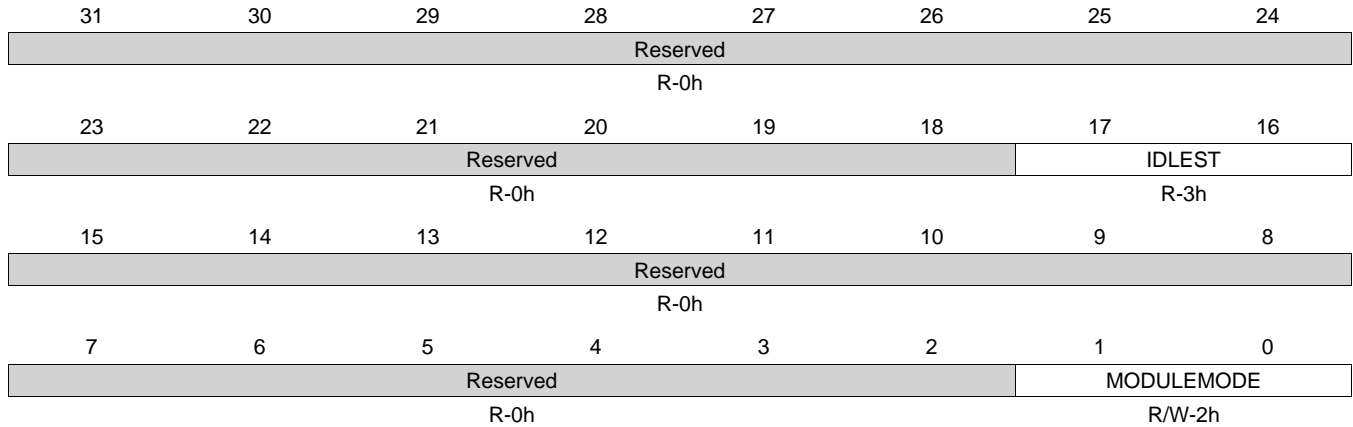 31 30 29 28 27 26 25 24
Reserved
R-0h
23 22 21 20 19 18 17 16
Reserved IDLEST
R-0h R-3h
15 14 13 12 11 10 9 8
Reserved
R-0h
7 6 5 4 3 2 1 0
Reserved MODULEMODE
R-0h R/W-2h